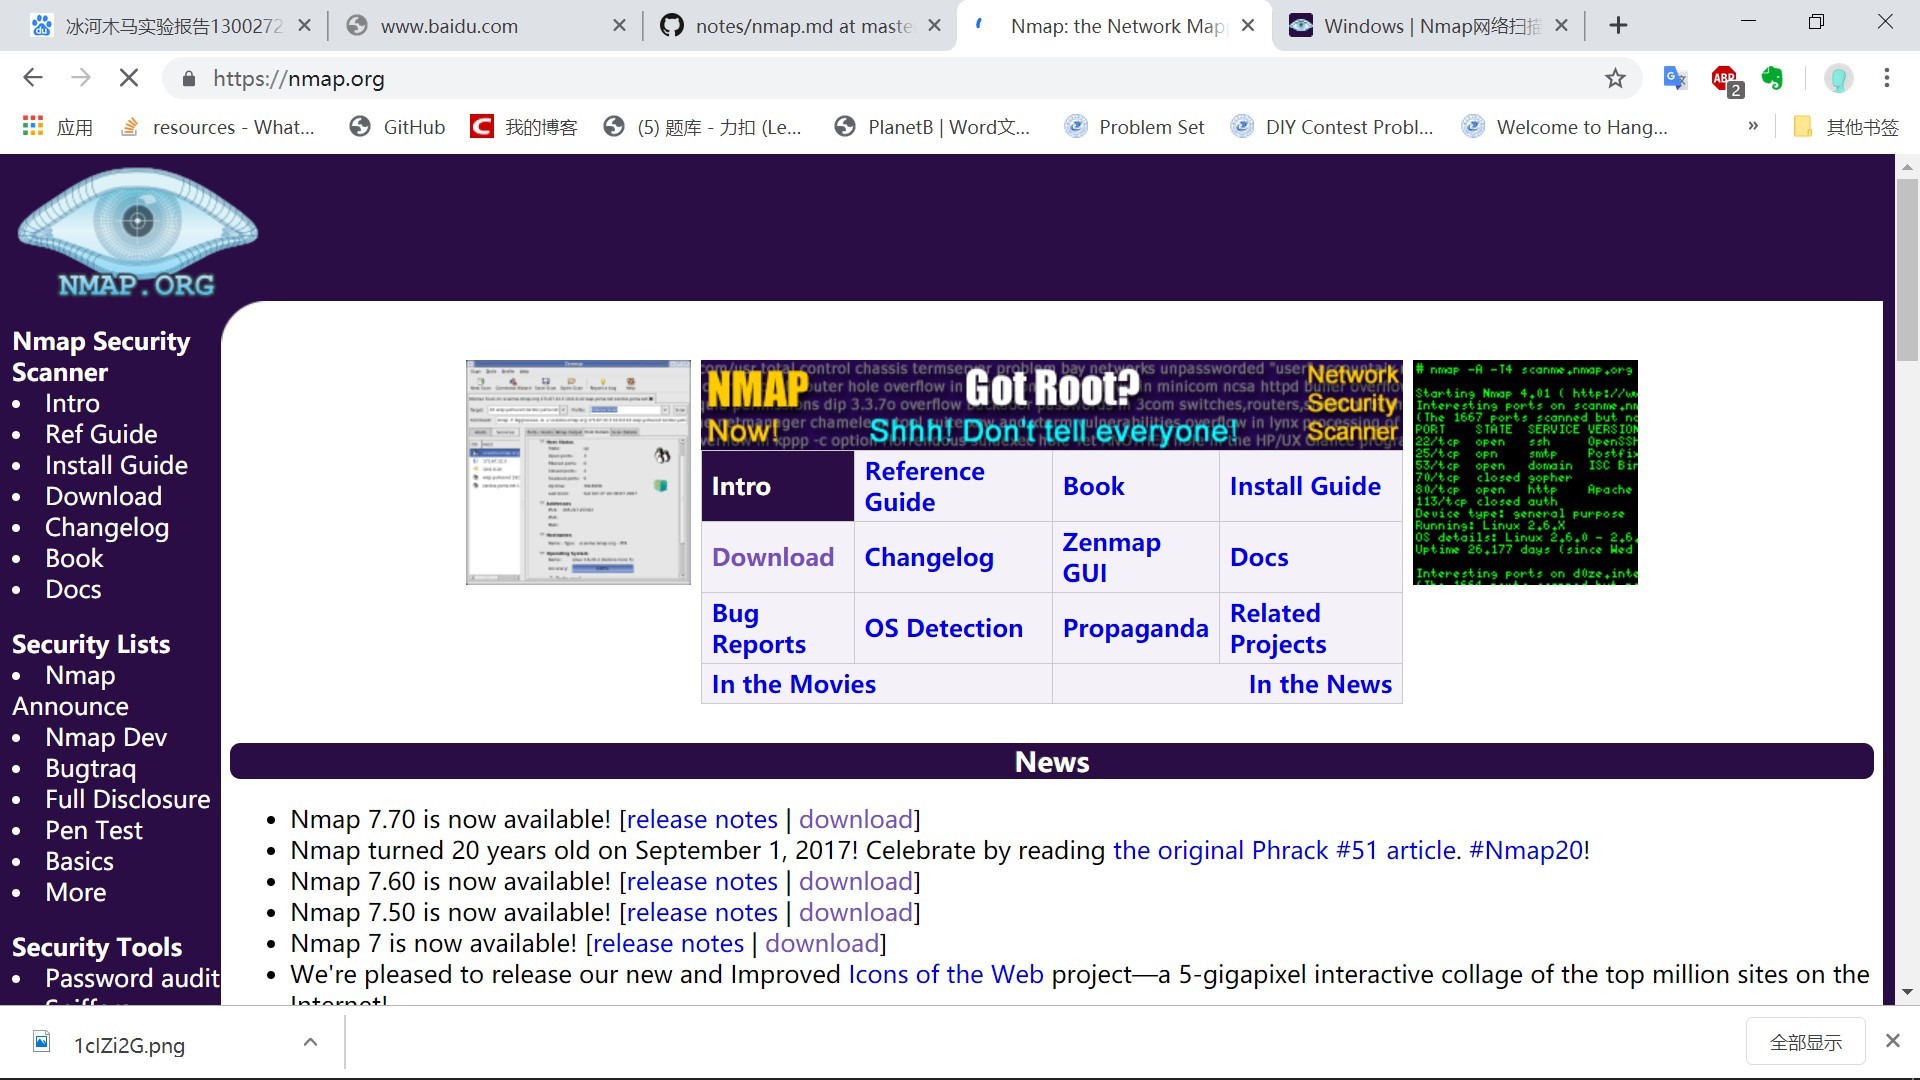 冰河木马实验报告1300272
www.baidu.com
notes/nmap.md at maste
Nmap: the Network Map
Windows | Nmap网络扫描
https://nmap.org
2
应用
resources - What...
GitHub
我的博客
(5) 题库 - 力扣 (Le...
PlanetB | Word文...
Problem Set
DIY Contest Probl...
Welcome to Hang...
»
其他书签
NMAP.ORG
Nmap Security
Scanner
• Intro
• Ref Guide
• Install Guide
• Download
• Changelog
• Book
• Docs
Security Lists
• Nmap
Announce
• Nmap Dev
• Bugtraq
• Full Disclosure
• Pen Test
• Basics
• More
Security Tools
• Password audit
NMAP
Now!
Got Root?
Shhh! Don't tell everyone!
Network
Security
Scanner
# nmap -A -T4 scanme.nmap.org
Starting Nmap 4.01 ( http://
Interesting ports on scanme.nm
(The 1667 ports scanned but no
PORT STATE SERVICE VERSION
22/tcp open ssh OpenSSH
25/tcp open smtp Postfix
53/tcp open domain ISC Bin
70/tcp closed gopher
80/tcp open http Apache
113/tcp closed auth
Device type: general purpose
Running: Linux 2.6.X
OS details: Linux 2.6.0 - 2.6.
Uptime 26.177 days (since Wed
Interesting ports on d0ze.inte
Intro
Reference
Guide
Book
Install Guide
Download
Changelog
Zenmap
GUI
Docs
Bug
Reports
OS Detection
Propaganda
Related
Projects
In the Movies
In the News
News
• Nmap 7.70 is now available! [release notes | download]
• Nmap turned 20 years old on September 1, 2017! Celebrate by reading the original Phrack #51 article. #Nmap20!
• Nmap 7.60 is now available! [release notes | download]
• Nmap 7.50 is now available! [release notes | download]
• Nmap 7 is now available! [release notes | download]
• We're pleased to release our new and Improved Icons of the Web project—a 5-gigapixel interactive collage of the top million sites on the
Internet!
1clZi2G.png
全部显示